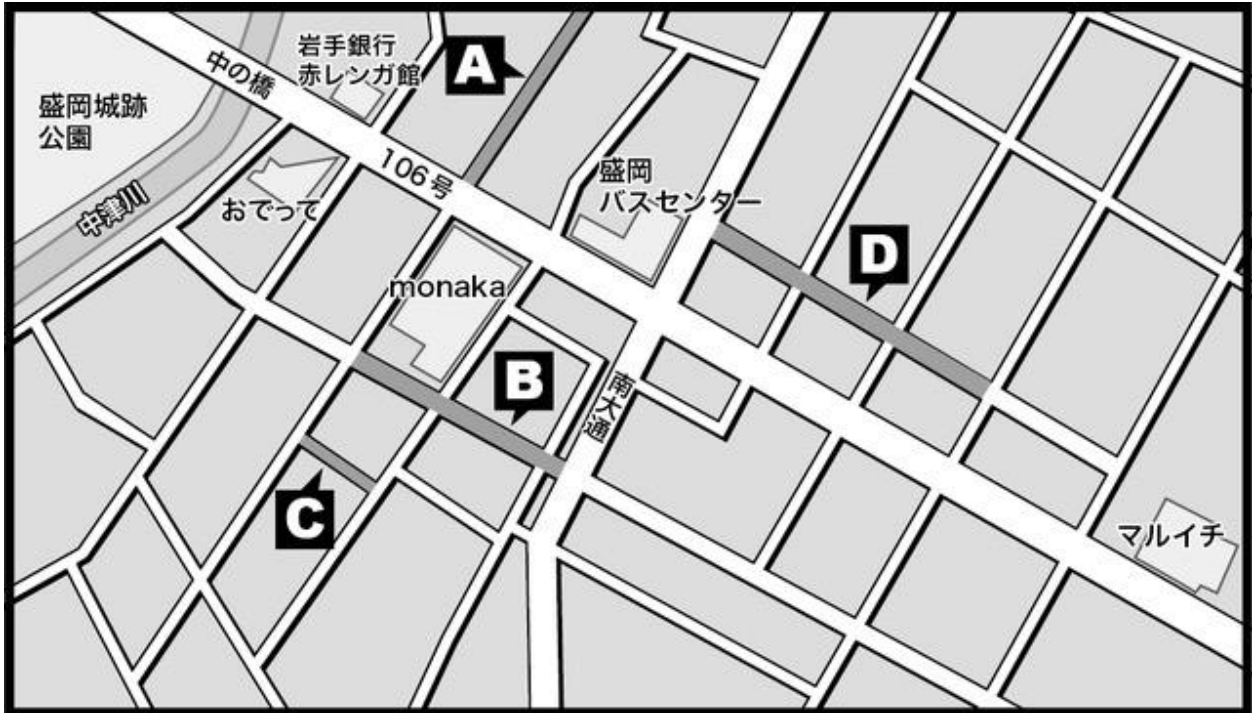 中の橋
岩手銀行
赤レンガ館
A
盛岡城跡
公園
106号
盛岡
バスセンター
中津川
おでって
D
monaka
B
南大通
C
マルイチ